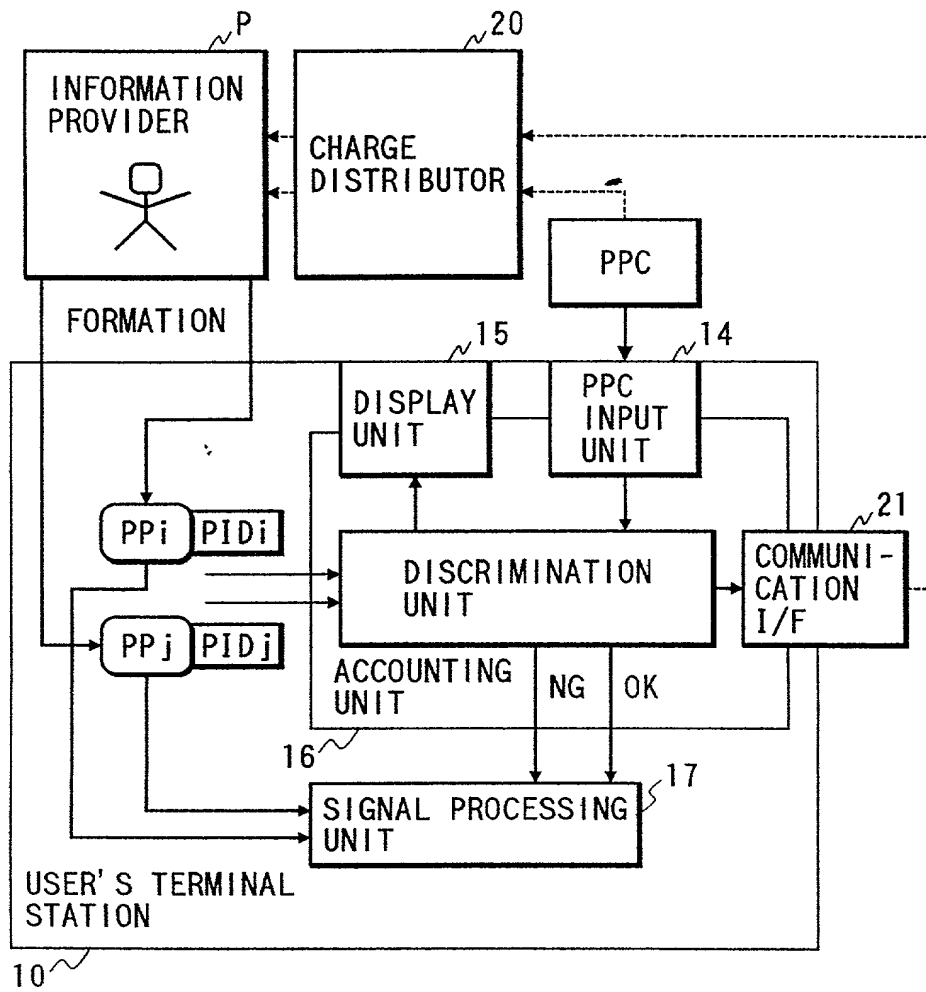 P
20
INFORMATION
PROVIDER
CHARGE
DISTRIBUTOR
PPC
FORMATION
15
14
DISPLAY
UNIT
PPC
INPUT
UNIT
21
PPi
PIDi
DISCRIMINATION
UNIT
COMMUNI-
CATION
I/F
PPj
PIDj
ACCOUNTING
UNIT
NG
OK
16
17
SIGNAL PROCESSING
UNIT
USER'S TERMINAL
STATION
10